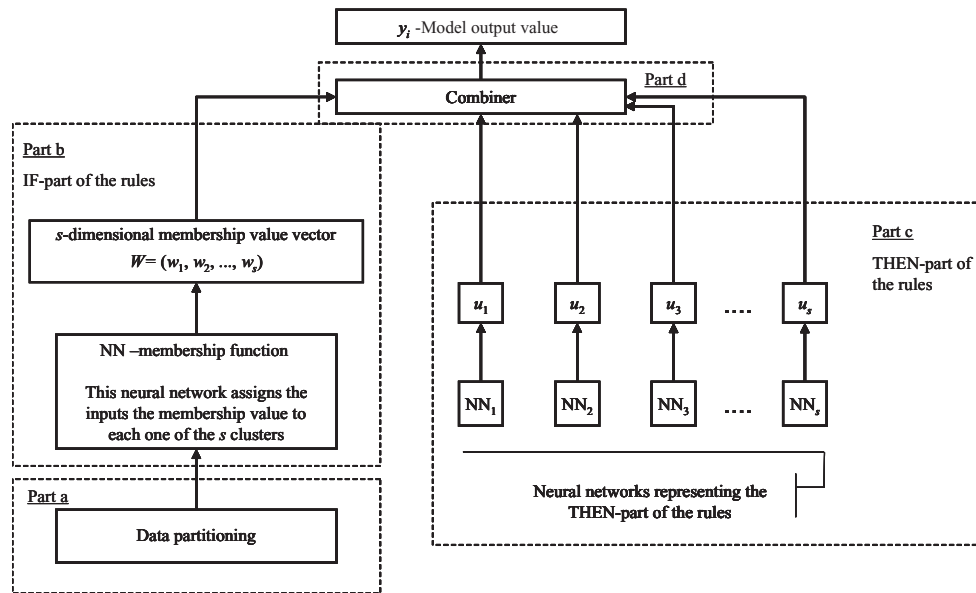 y_i -Model output value
Part d
Combiner
Part b
IF-part of the rules
s-dimensional membership value vector
W= (w_1, w_2, ..., w_s)
NN –membership function
This neural network assigns the
inputs the membership value to
each one of the s clusters
Part a
Data partitioning
Part c
THEN-part of
the rules
u_1 u_2 u_3 .... u_s
NN_1 NN_2 NN_3 .... NN_s
Neural networks representing the
THEN-part of the rules